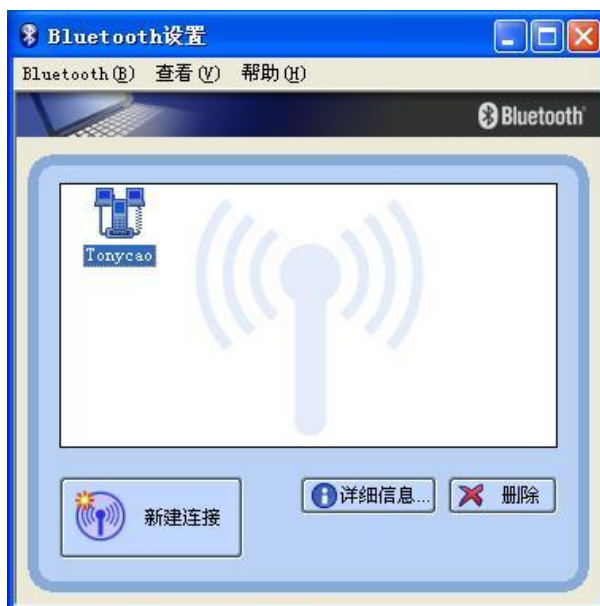 Bluetooth设置
Bluetooth(B) 查看(V) 帮助(H)
Bluetooth
Tonycao
新建连接
详细信息...
删除